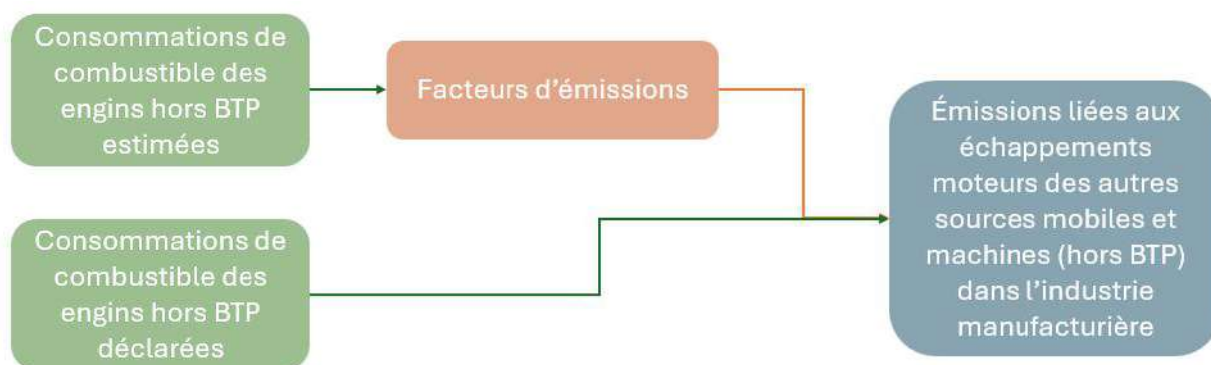 Consommations de
combustible des
engins hors BTP
estimées
Facteurs d'émissions
Consommations de
combustible des
engins hors BTP
déclarées
Émissions liées aux
échappements
moteurs des autres
sources mobiles et
machines (hors BTP)
dans l'industrie
manufacturière